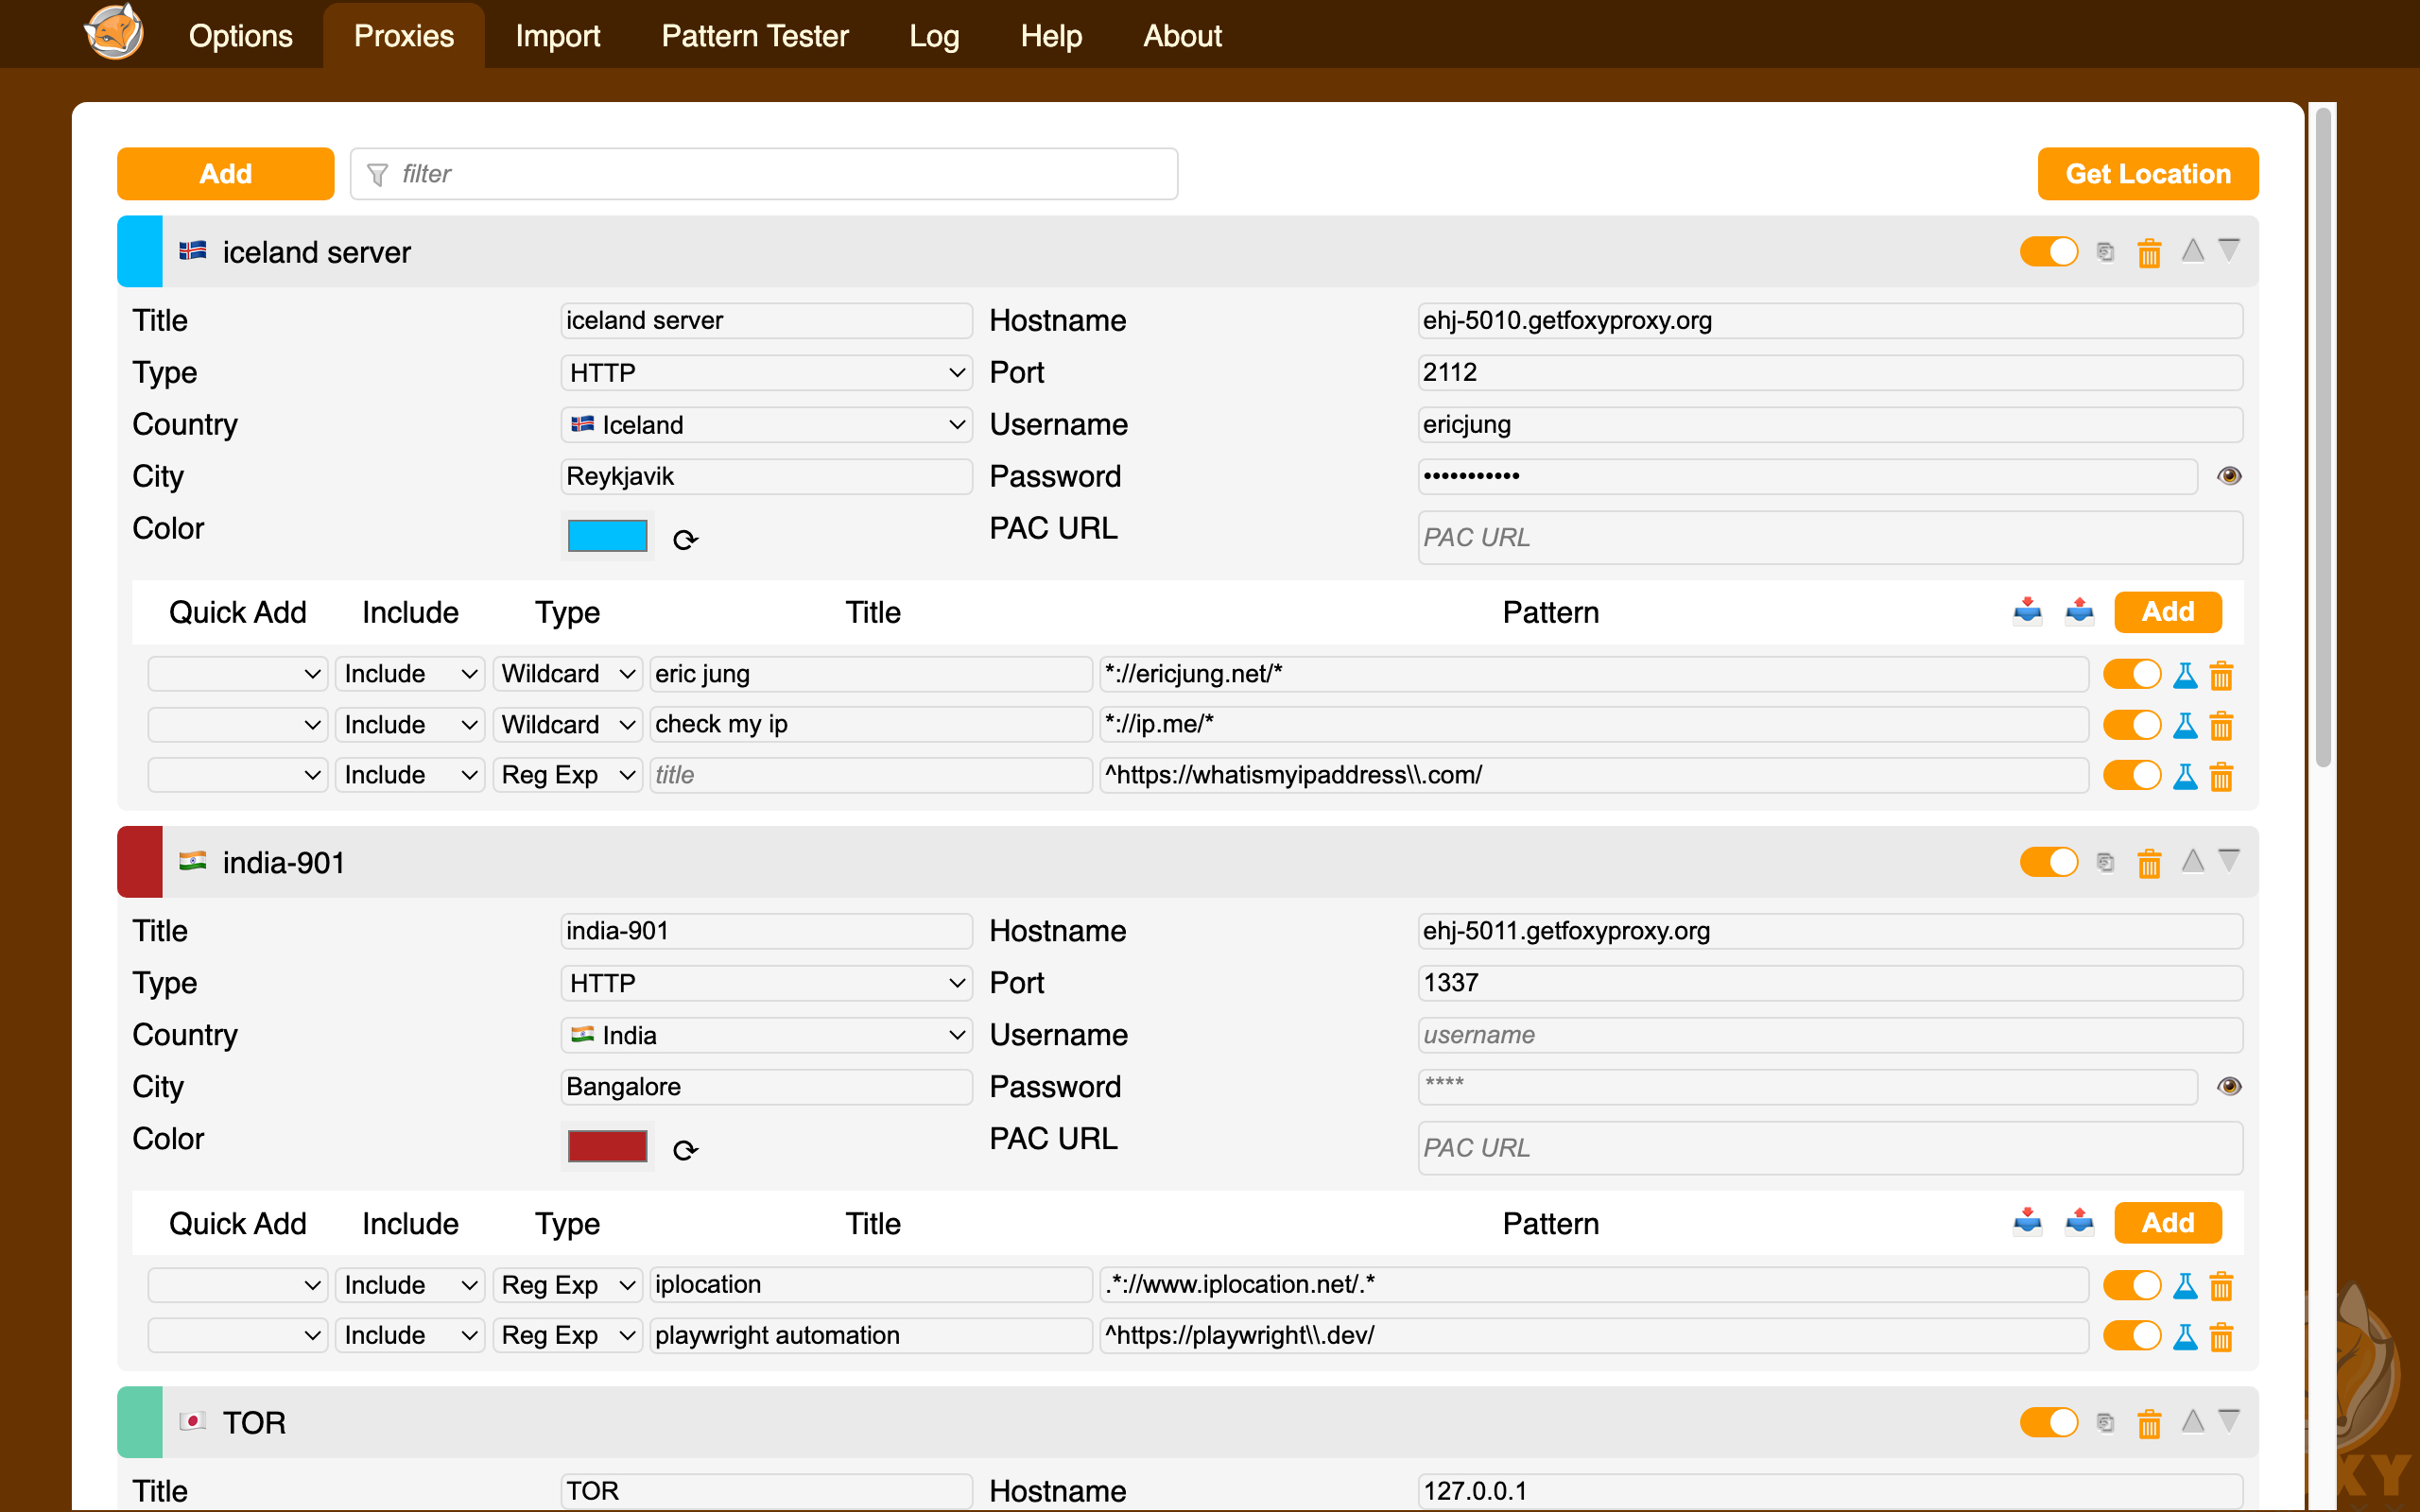 Options Proxies Import Pattern Tester Log Help About
Add filter Get Location
iceland server
Title iceland server Hostname ehj-5010.getfoxyproxy.org
Type HTTP Port 2112
Country Iceland Username ericjung
City Reykjavik Password •••••••••••
Color PAC URL PAC URL
Quick Add Include Type Title Pattern Add
Include Wildcard eric jung *://ericjung.net/*
Include Wildcard check my ip *://ip.me/*
Include Reg Exp title ^https://whatismyipaddress\\.com/
india-901
Title india-901 Hostname ehj-5011.getfoxyproxy.org
Type HTTP Port 1337
Country India Username username
City Bangalore Password ****
Color PAC URL PAC URL
Quick Add Include Type Title Pattern Add
Include Reg Exp iplocation .*://www.iplocation.net/.*
Include Reg Exp playwright automation ^https://playwright\\.dev/
TOR
Title TOR Hostname 127.0.0.1
XY